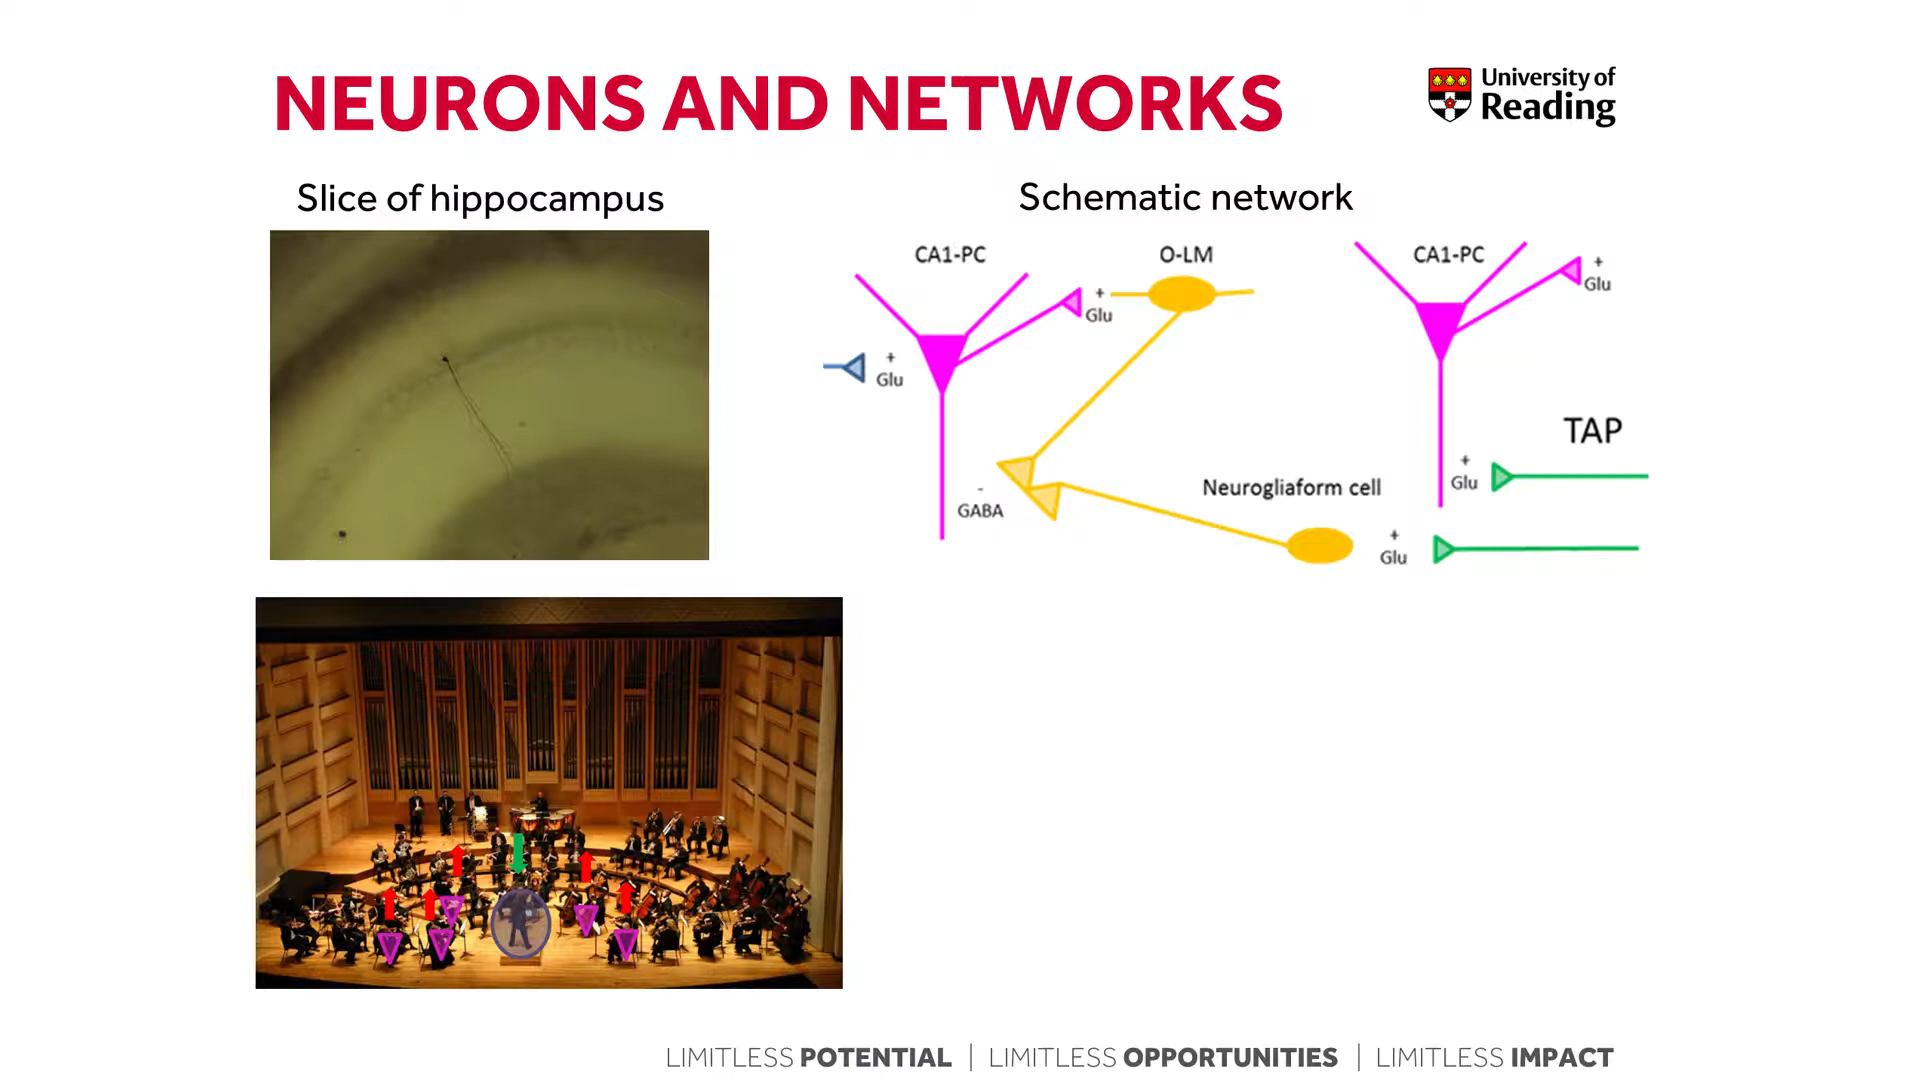 NEURONS AND NETWORKS
University of
Reading
Slice of hippocampus
Schematic network
CA1-PC
O-LM
CA1-PC
+
Glu
+
Glu
+
Glu
TAP
+
Glu
Neurogliaform cell
-
GABA
+
Glu
LIMITLESS POTENTIAL | LIMITLESS OPPORTUNITIES | LIMITLESS IMPACT